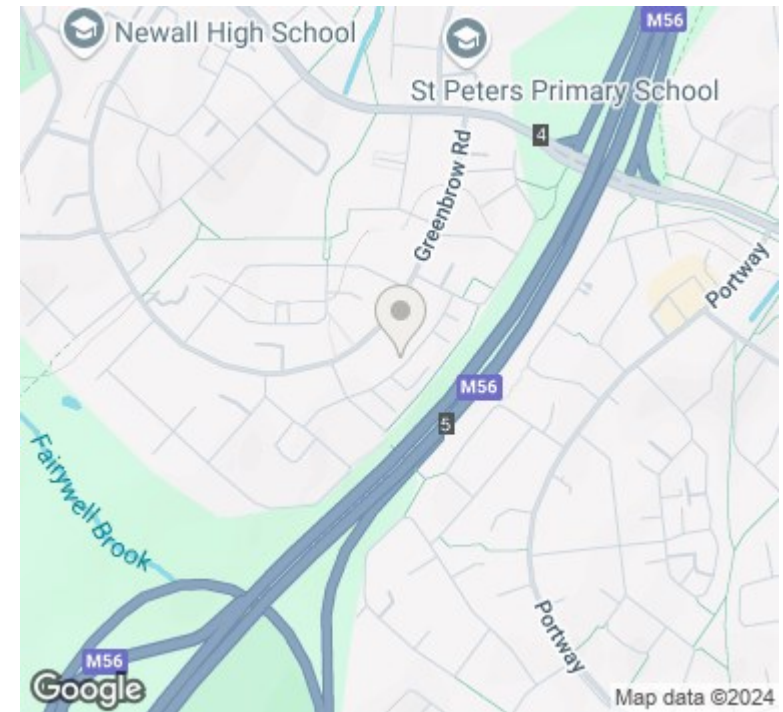 M56
Newall High School
St Peters Primary School
4
Greenbrow Rd
Portway
M56
5
Fairywell Brook
Portway
M56
Google
Map data ©2024